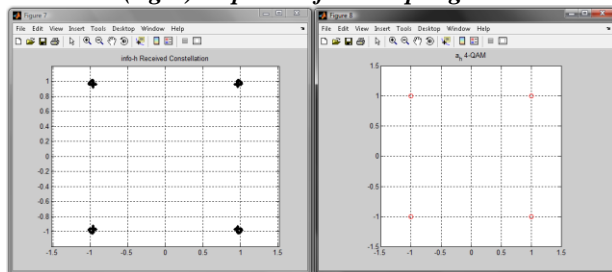 Figure 7
File Edit View Insert Tools Desktop Window Help
info-h Received Constellation
1
0.8
0.6
0.4
0.2
0
-0.2
-0.4
-0.6
-0.8
-1
-1.5 -1 -0.5 0 0.5 1 1.5
Figure 8
File Edit View Insert Tools Desktop Window Help
4-QAM
1.5
1
0.5
0
-0.5
-1
-1.5
-1.5 -1 -0.5 0 0.5 1 1.5